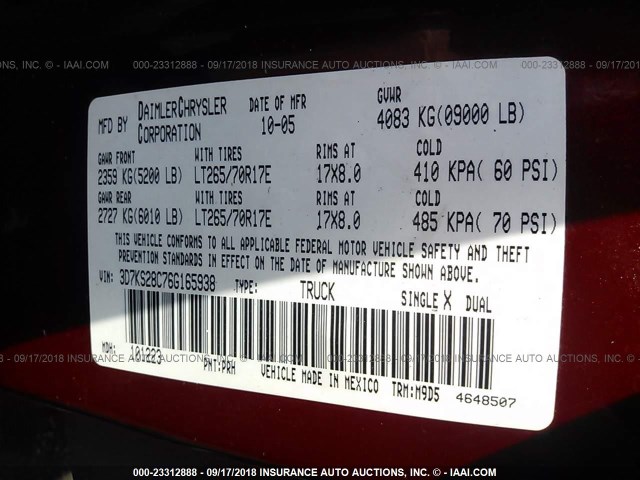 - IAAI.COM 000-23312888 - 09/17/2018 INSURANCE AUTO AUCTIONS, INC. - IAAI.COM 000-23312888
MFD BY DAIMLERCHRYSLER CORPORATION DATE OF MFR 10-05 GVWR 4083 KG(09000 LB)
GAWR FRONT WITH TIRES RIMS AT COLD
2359 KG(5200 LB) LT265/70R17E 17X8.0 410 KPA( 60 PSI)
GAWR REAR WITH TIRES RIMS AT COLD
2727 KG(6010 LB) LT265/70R17E 17X8.0 485 KPA( 70 PSI)
THIS VEHICLE CONFORMS TO ALL APPLICABLE FEDERAL MOTOR VEHICLE SAFETY AND THEFT
PREVENTION STANDARDS IN EFFECT ON THE DATE OF MANUFACTURE SHOWN ABOVE.
VIN: 3D7KS28C76G165938 TYPE: TRUCK SINGLE X DUAL
MDH: 101223 PNT:PRH VEHICLE MADE IN MEXICO TRM:M9D5 4648507
000-23312888 - 09/17/2018 INSURANCE AUTO AUCTIONS, INC. - IAAI.COM